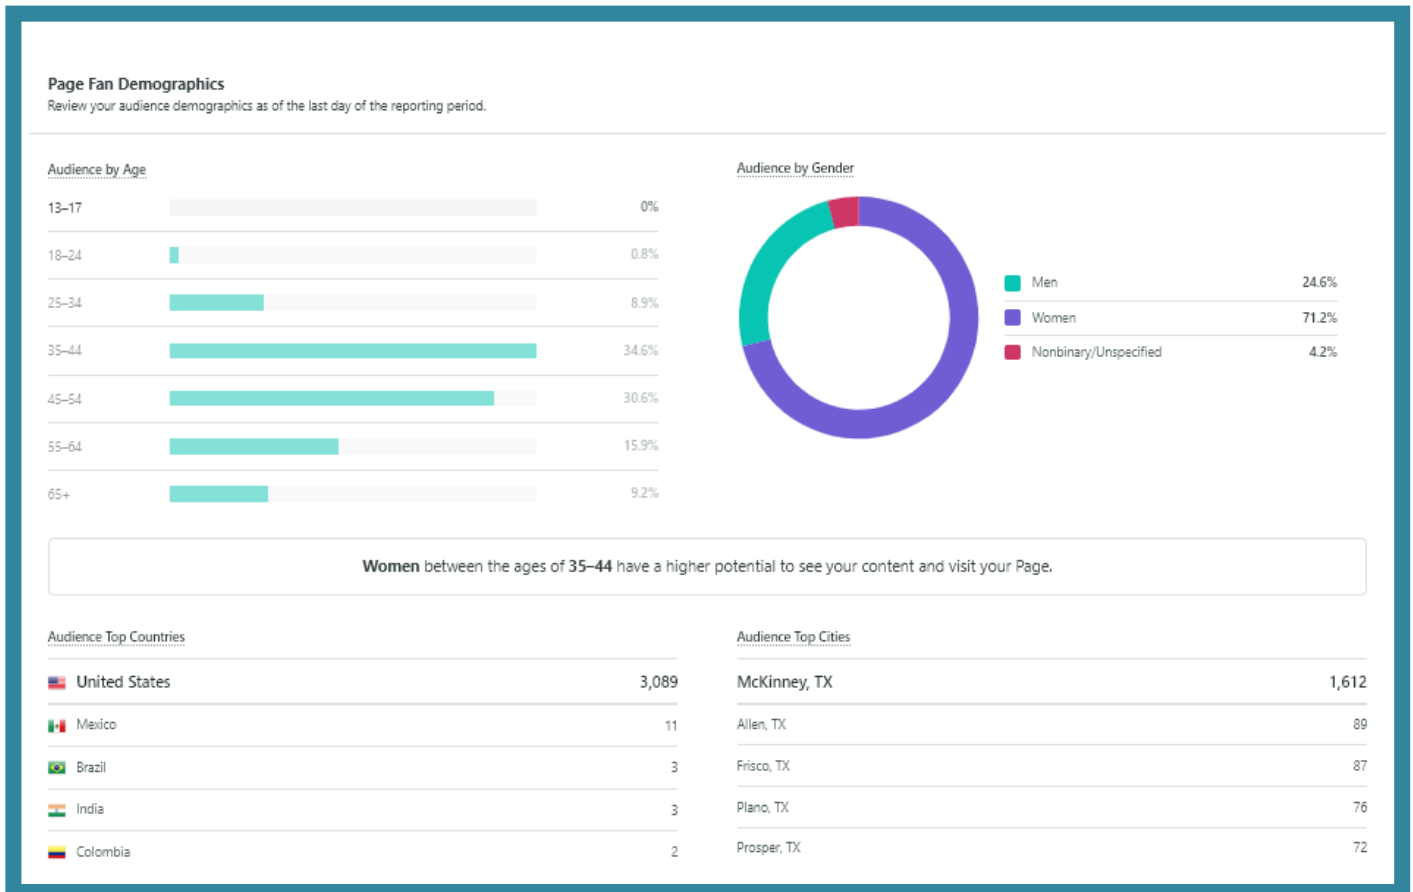 Page Fan Demographics
Review your audience demographics as of the last day of the reporting period.
Audience by Age
13–17 0%
18–24 0.8%
25–34 8.9%
35–44 34.6%
45–54 30.6%
55–64 15.9%
65+ 9.2%
Audience by Gender
Men 24.6%
Women 71.2%
Nonbinary/Unspecified 4.2%
Women between the ages of 35–44 have a higher potential to see your content and visit your Page.
Audience Top Countries
United States 3,089
Mexico 11
Brazil 3
India 3
Colombia 2
Audience Top Cities
McKinney, TX 1,612
Allen, TX 89
Frisco, TX 87
Plano, TX 76
Prosper, TX 72